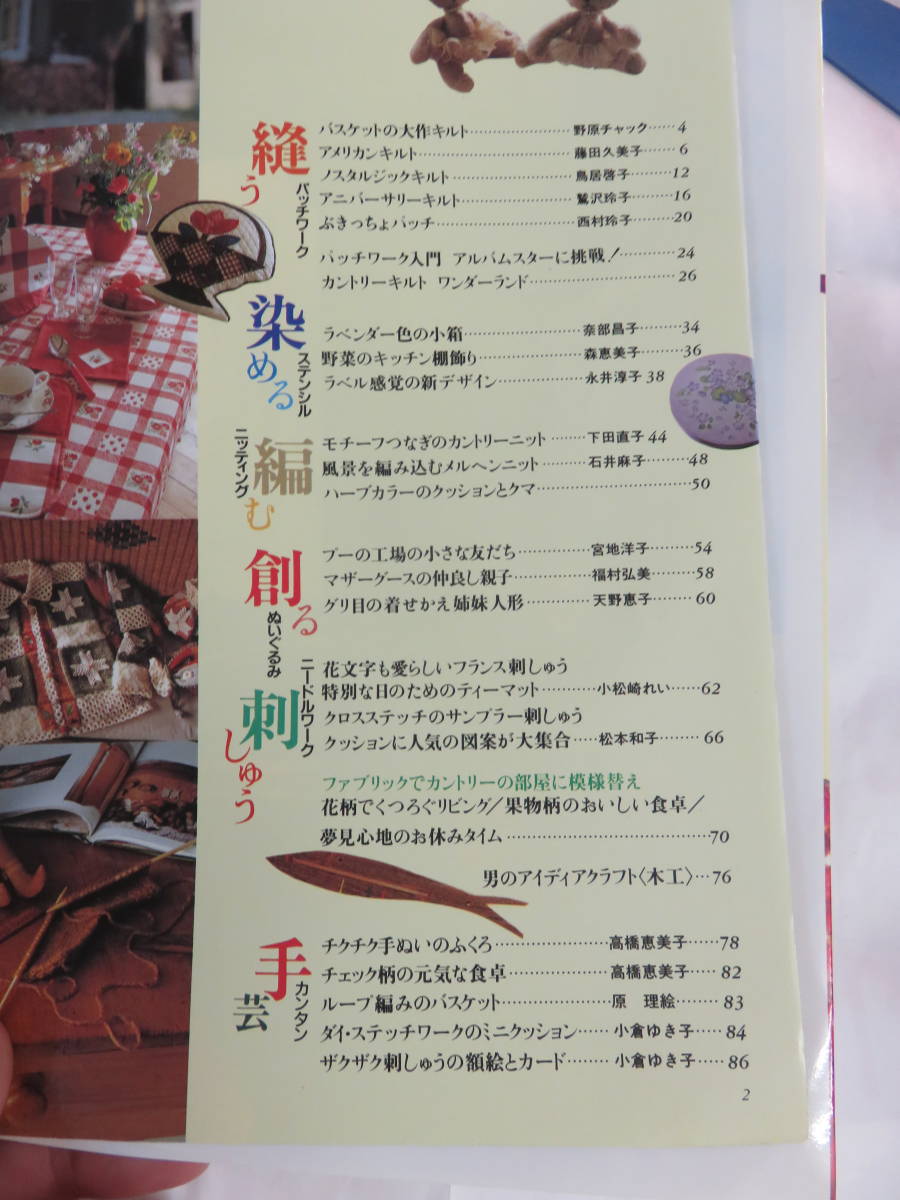 縫う
パッチワーク
バスケットの大作キルト……………………野原チャック……4
アメリカンキルト……………………藤田久美子……6
ノスタルジックキルト……………………鳥居啓子………12
アニバーサリーキルト……………………鷲沢玲子………16
ぶきっちょパッチ……………………西村玲子………20
パッチワーク入門 アルバムスターに挑戦!…………24
カントリーキルト ワンダーランド……………………26
染める
ステンシル
ラベンダー色の小箱……………………奈部昌子………34
野菜のキッチン棚飾り……………………森恵美子………36
ラベル感覚の新デザイン………………永井淳子 38
編む
ニッティング
モチーフつなぎのカントリーニット………下田直子 44
風景を編み込むメルヘンニット……………石井麻子………48
ハーブカラーのクッションとクマ……………………50
創る
ぬいぐるみ
プーの工場の小さな友だち……………宮地洋子………54
マザーグースの仲良し親子……………福村弘美………58
グリ目の着せかえ姉妹人形……………天野恵子………60
刺しゅう
ニードルワーク
花文字も愛らしいフランス刺しゅう
特別な日のためのティーマット…………小松崎れい……62
クロスステッチのサンプラー刺しゅう
クッションに人気の図案が大集合……松本和子………66
ファブリックでカントリーの部屋に模様替え
花柄でくつろぐリビング/果物柄のおいしい食卓/
夢見心地のお休みタイム……………………………70
男のアイディアクラフト〈木工〉…76
手芸
カンタン
チクチク手ぬいのふくろ……………………高橋恵美子……78
チェック柄の元気な食卓……………………高橋恵美子……82
ループ編みのバスケット……………………原 理絵………83
ダイ・ステッチワークのミニクッション……小倉ゆき子……84
ザクザク刺しゅうの額絵とカード………小倉ゆき子……86
2